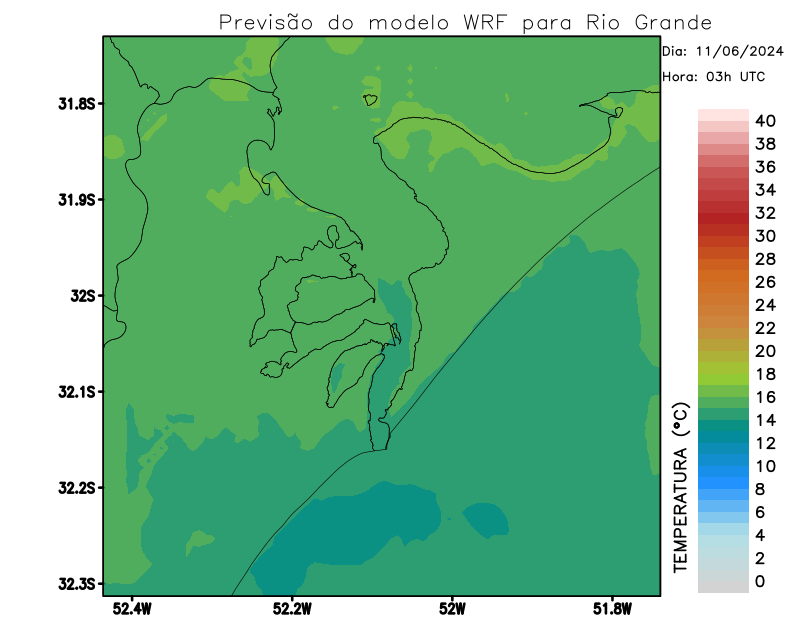 Previsão do modelo WRF para Rio Grande
Dia: 11/06/2024
Hora: 03h UTC
31.8S
31.9S
32S
32.1S
32.2S
32.3S
52.4W
52.2W
52W
51.8W
40
38
36
34
32
30
28
26
24
22
20
18
16
14
12
10
8
6
4
2
0
TEMPERATURA (°C)